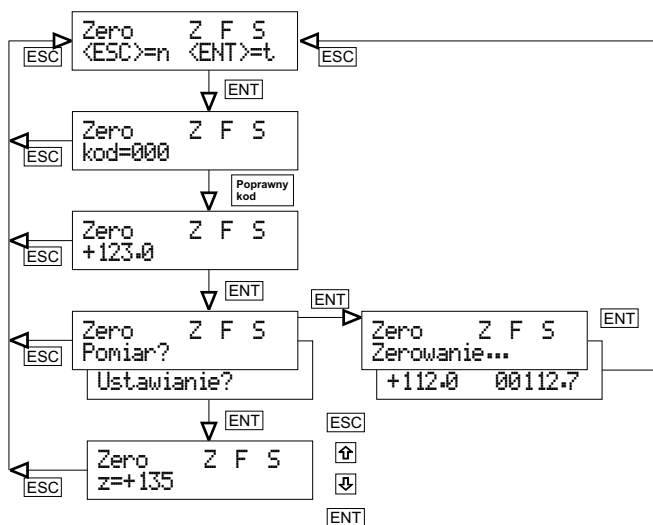 Zero Z F S
<ESC>=n <ENT>=t
ESC
ESC
ENT
Zero Z F S
kod=000
ESC
Poprawny
kod
Zero Z F S
+123.0
ESC
ENT
ENT
Zero Z F S
Pomiar?
Ustawianie?
ESC
Zero Z F S
Zerowanie...
+112.0 00112.7
ENT
ENT
Zero Z F S
z=+135
ESC
ESC
ENT